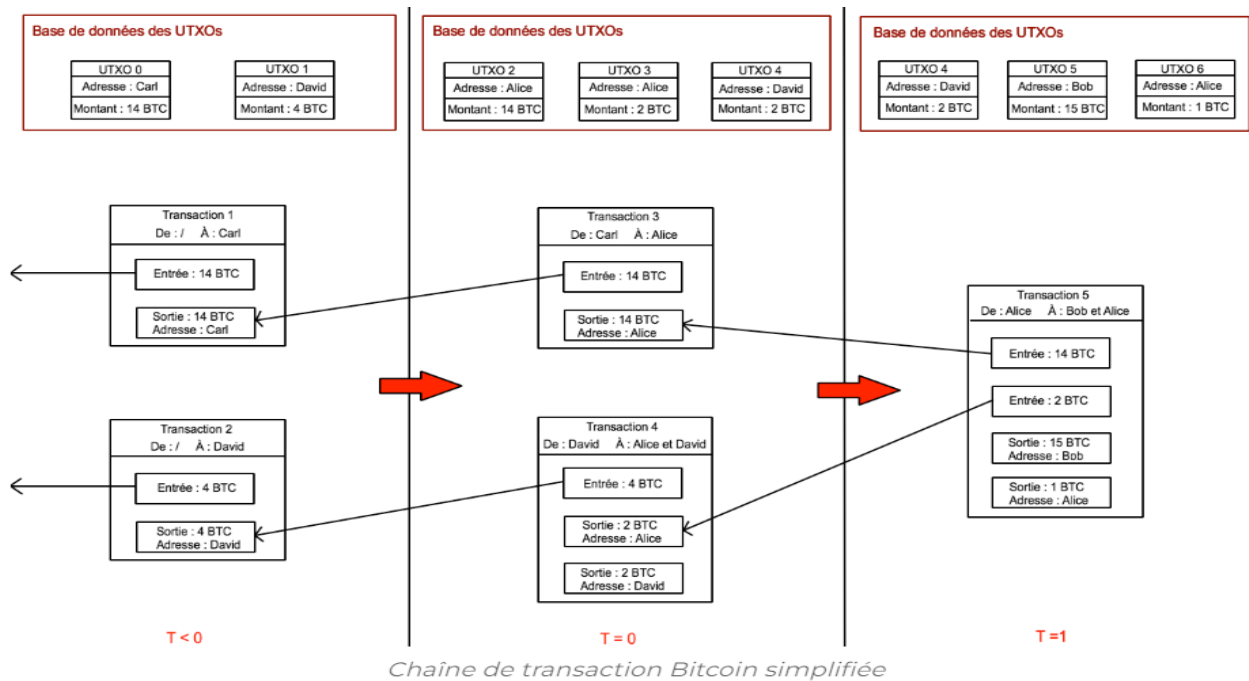 Base de données des UTXOs
UTXO 0
Adresse : Carl
Montant : 14 BTC
UTXO 1
Adresse : David
Montant : 4 BTC
Base de données des UTXOs
UTXO 2
Adresse : Alice
Montant : 14 BTC
UTXO 3
Adresse : Alice
Montant : 2 BTC
UTXO 4
Adresse : David
Montant : 2 BTC
Base de données des UTXOs
UTXO 4
Adresse : David
Montant : 2 BTC
UTXO 5
Adresse : Bob
Montant : 15 BTC
UTXO 6
Adresse : Alice
Montant : 1 BTC
Transaction 1
De : / À : Carl
Entrée : 14 BTC
Sortie : 14 BTC
Adresse : Carl
Transaction 2
De : / À : David
Entrée : 4 BTC
Sortie : 4 BTC
Adresse : David
T < 0
Transaction 3
De : Carl À : Alice
Entrée : 14 BTC
Sortie : 14 BTC
Adresse : Alice
Transaction 4
De : David À : Alice et David
Entrée : 4 BTC
Sortie : 2 BTC
Adresse : Alice
Sortie : 2 BTC
Adresse : David
T = 0
Transaction 5
De : Alice À : Bob et Alice
Entrée : 14 BTC
Entrée : 2 BTC
Sortie : 15 BTC
Adresse : Bob
Sortie : 1 BTC
Adresse : Alice
T =1
Chaîne de transaction Bitcoin simplifiée